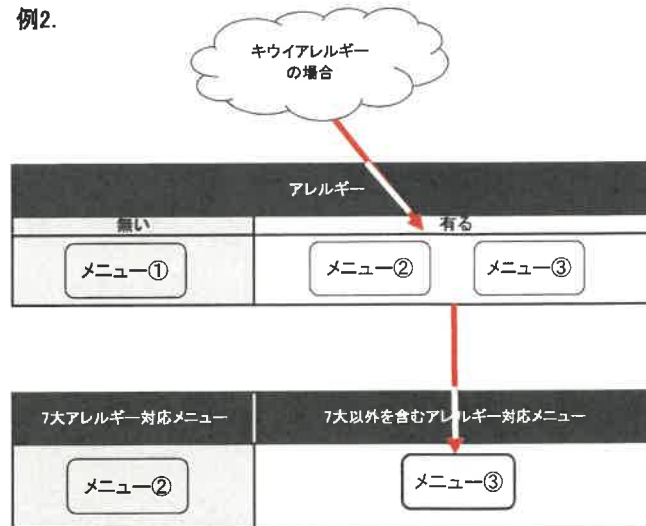 例2.
キウイアレルギー
の場合
アレルギー
無い 有る
メニュー① メニュー② メニュー③
7大アレルギー対応メニュー 7大以外を含むアレルギー対応メニュー
メニュー② メニュー③